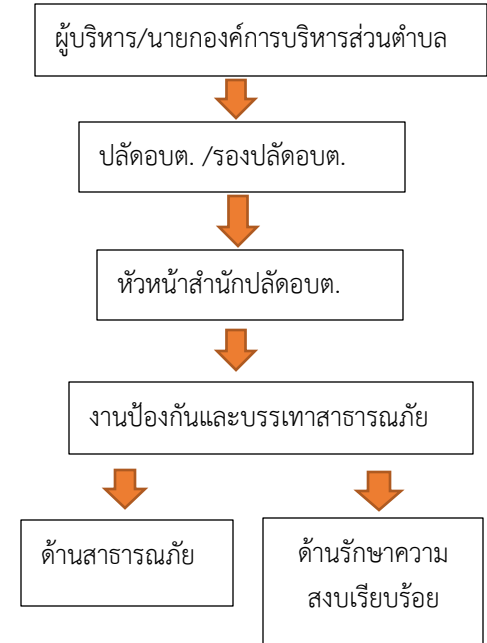 ผู้บริหาร/นายกองค์การบริหารส่วนตำบล
ปลัดอบต. /รองปลัดอบต.
หัวหน้าสำนักปลัดอบต.
งานป้องกันและบรรเทาสาธารณภัย
ด้านสาธารณภัย
ด้านรักษาความ
สงบเรียบร้อย